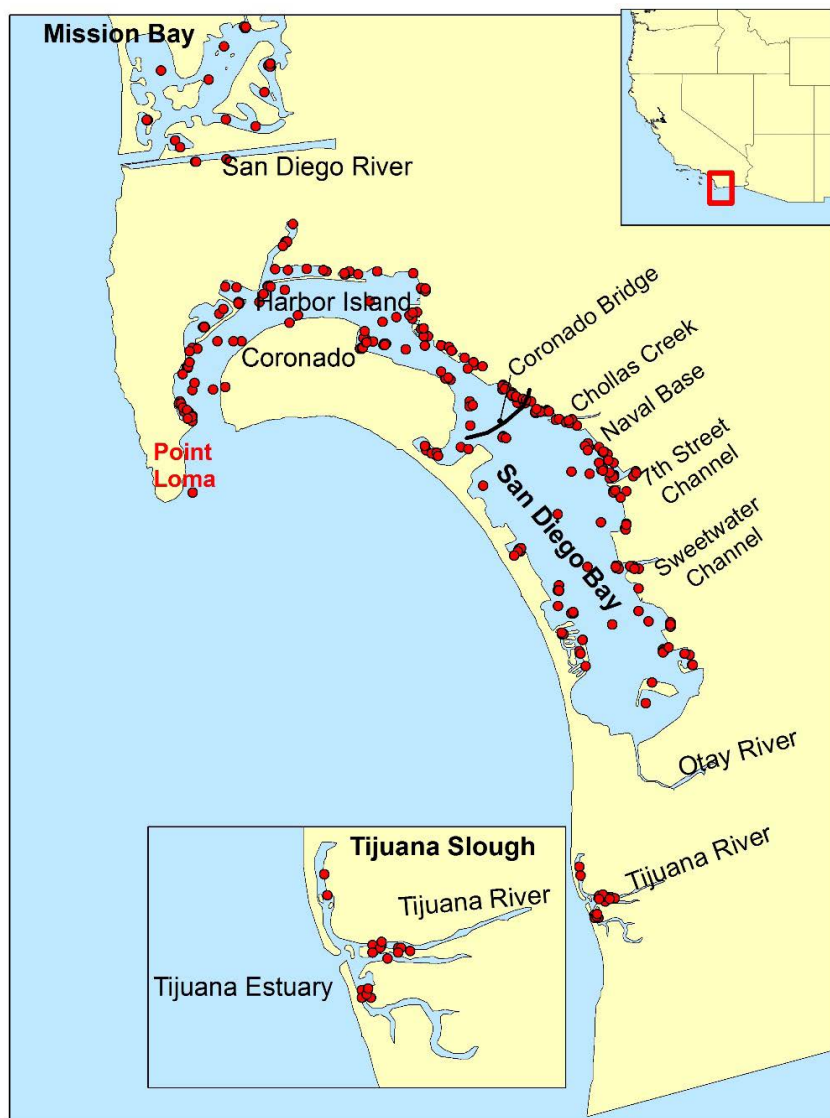 Mission Bay
San Diego River
Harbor Island
Coronado
Coronado Bridge
Chollas Creek
Naval Base
7th Street
Channel
Point
Loma
San Diego Bay
Sweetwater
Channel
Otay River
Tijuana River
Tijuana Slough
Tijuana River
Tijuana Estuary